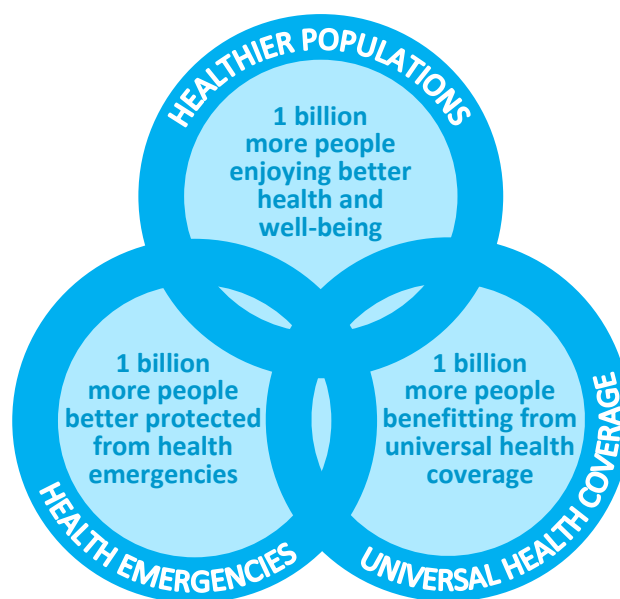 HEALTHIER POPULATIONS
1 billion
more people
enjoying better
health and
well-being
1 billion
more people
better protected
from health
emergencies
HEALTH EMERGENCIES
1 billion
more people
benefitting from
universal health
coverage
UNIVERSAL HEALTH COVERAGE